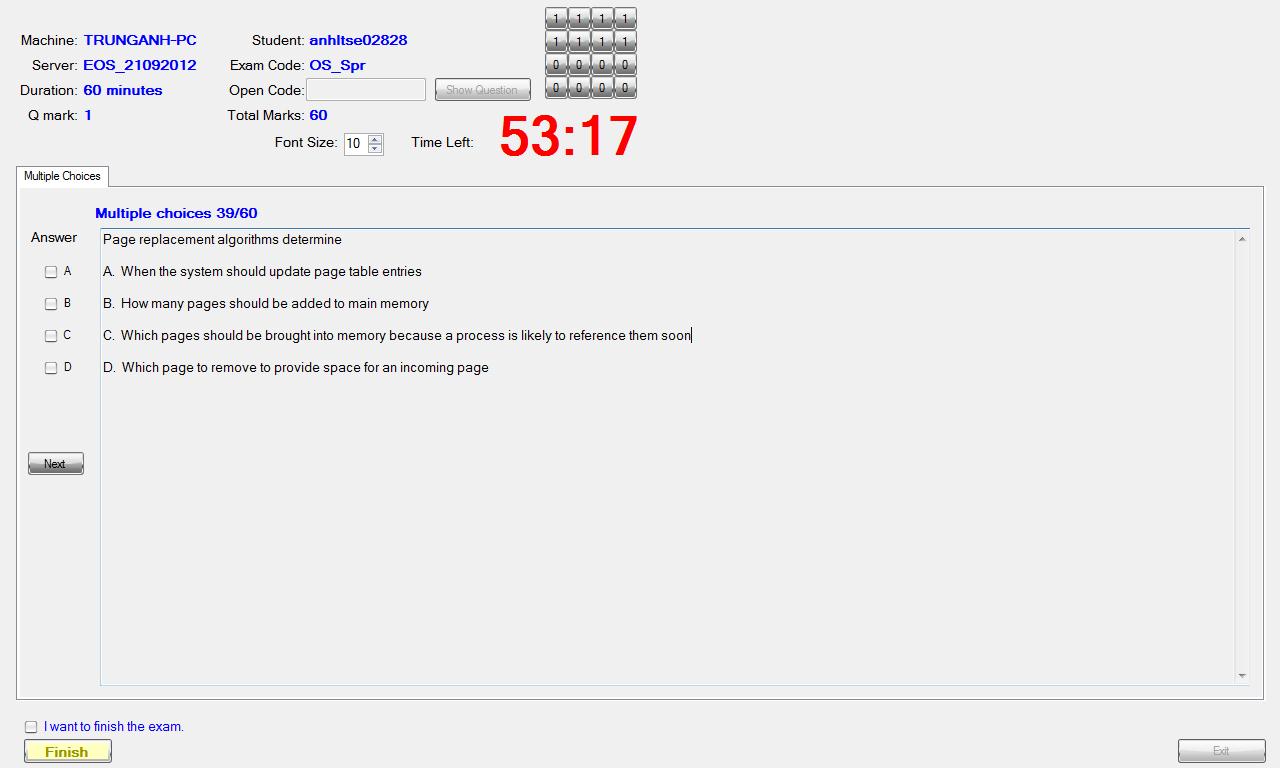 Machine: TRUNGANH-PC Student: anhltse02828
Server: EOS_21092012 Exam Code: OS_Spr
Duration: 60 minutes Open Code: Show Question
Q mark: 1 Total Marks: 60
1 1 1 1
1 1 1 1
0 0 0 0
0 0 0 0
Font Size: 10 Time Left: 53:17
Multiple Choices
Multiple choices 39/60
Answer
Page replacement algorithms determine
A A. When the system should update page table entries
B B. How many pages should be added to main memory
C C. Which pages should be brought into memory because a process is likely to reference them soon
D D. Which page to remove to provide space for an incoming page
Next
I want to finish the exam.
Finish
Exit